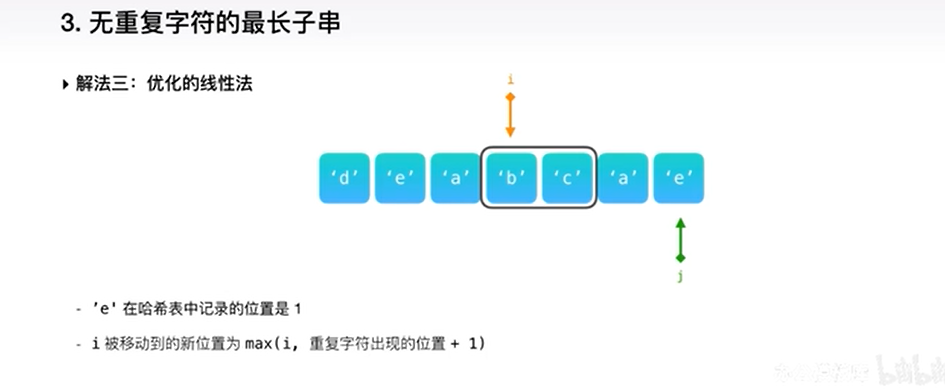 3. 无重复字符的最长子串
解法三：优化的线性法
i
‘d’ ‘e’ ‘a’ ‘b’ ‘c’ ‘a’ ‘e‘
j
- ’e' 在哈希表中记录的位置是 1
- i 被移动到的新位置为 max(i, 重复字符出现的位置 + 1)
bilibili